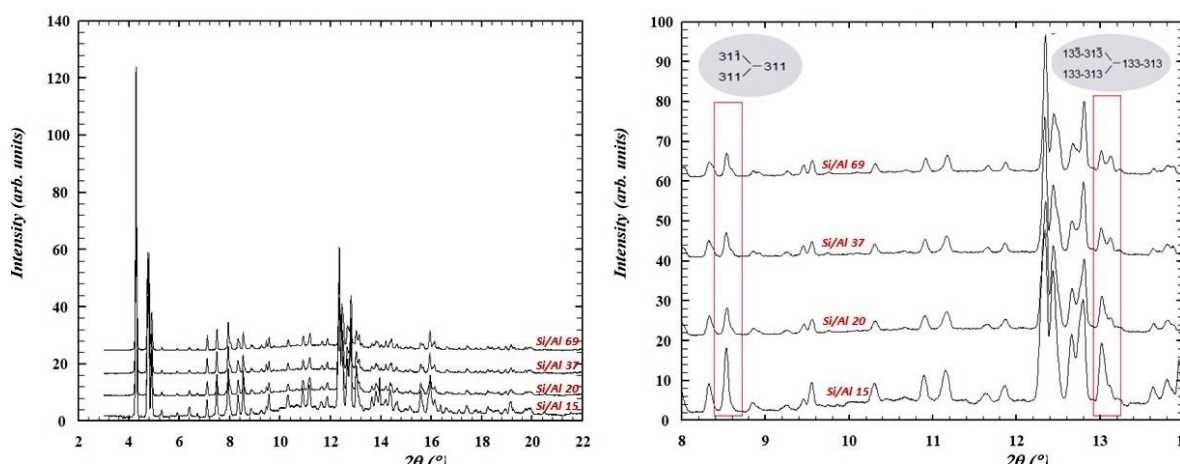 140
120
100
80
60
40
20
0
Intensity (arb. units)
Si/Al 69
Si/Al 37
Si/Al 20
Si/Al 15
2 4 6 8 10 12 14 16 18 20 22
2θ (°)
100
90
80
70
60
50
40
30
20
10
0
Intensity (arb. units)
311̄
311
311
133̄-313̄
133-313
133-313
Si/Al 69
Si/Al 37
Si/Al 20
Si/Al 15
8 9 10 11 12 13
2θ (°)